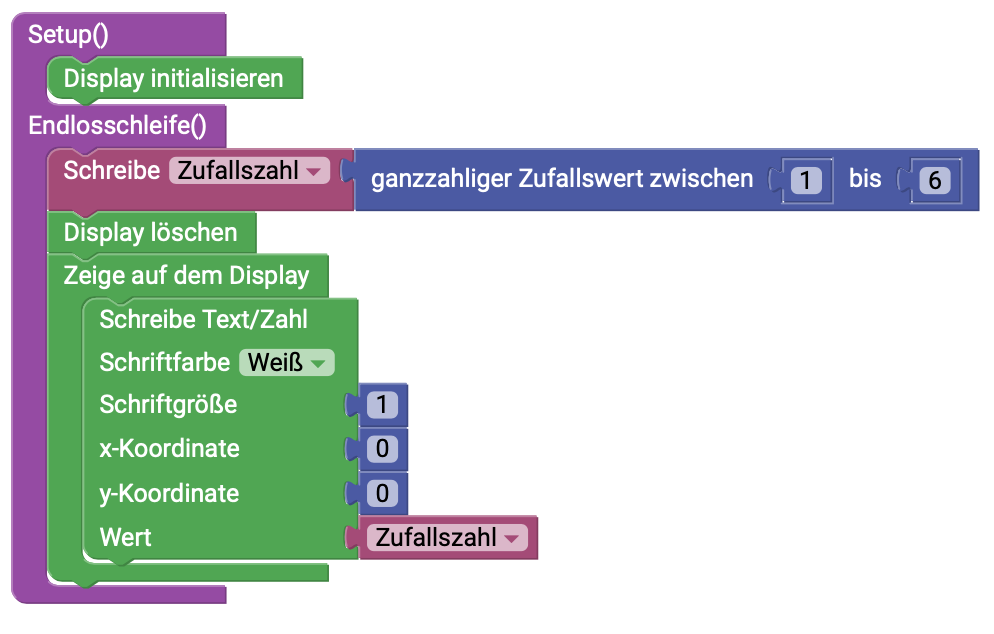 Setup()
Display initialisieren
Endlosschleife()
Schreibe Zufallszahl ganzzahliger Zufallswert zwischen 1 bis 6
Display löschen
Zeige auf dem Display
Schreibe Text/Zahl
Schriftfarbe Weiß
Schriftgröße 1
x-Koordinate 0
y-Koordinate 0
Wert Zufallszahl